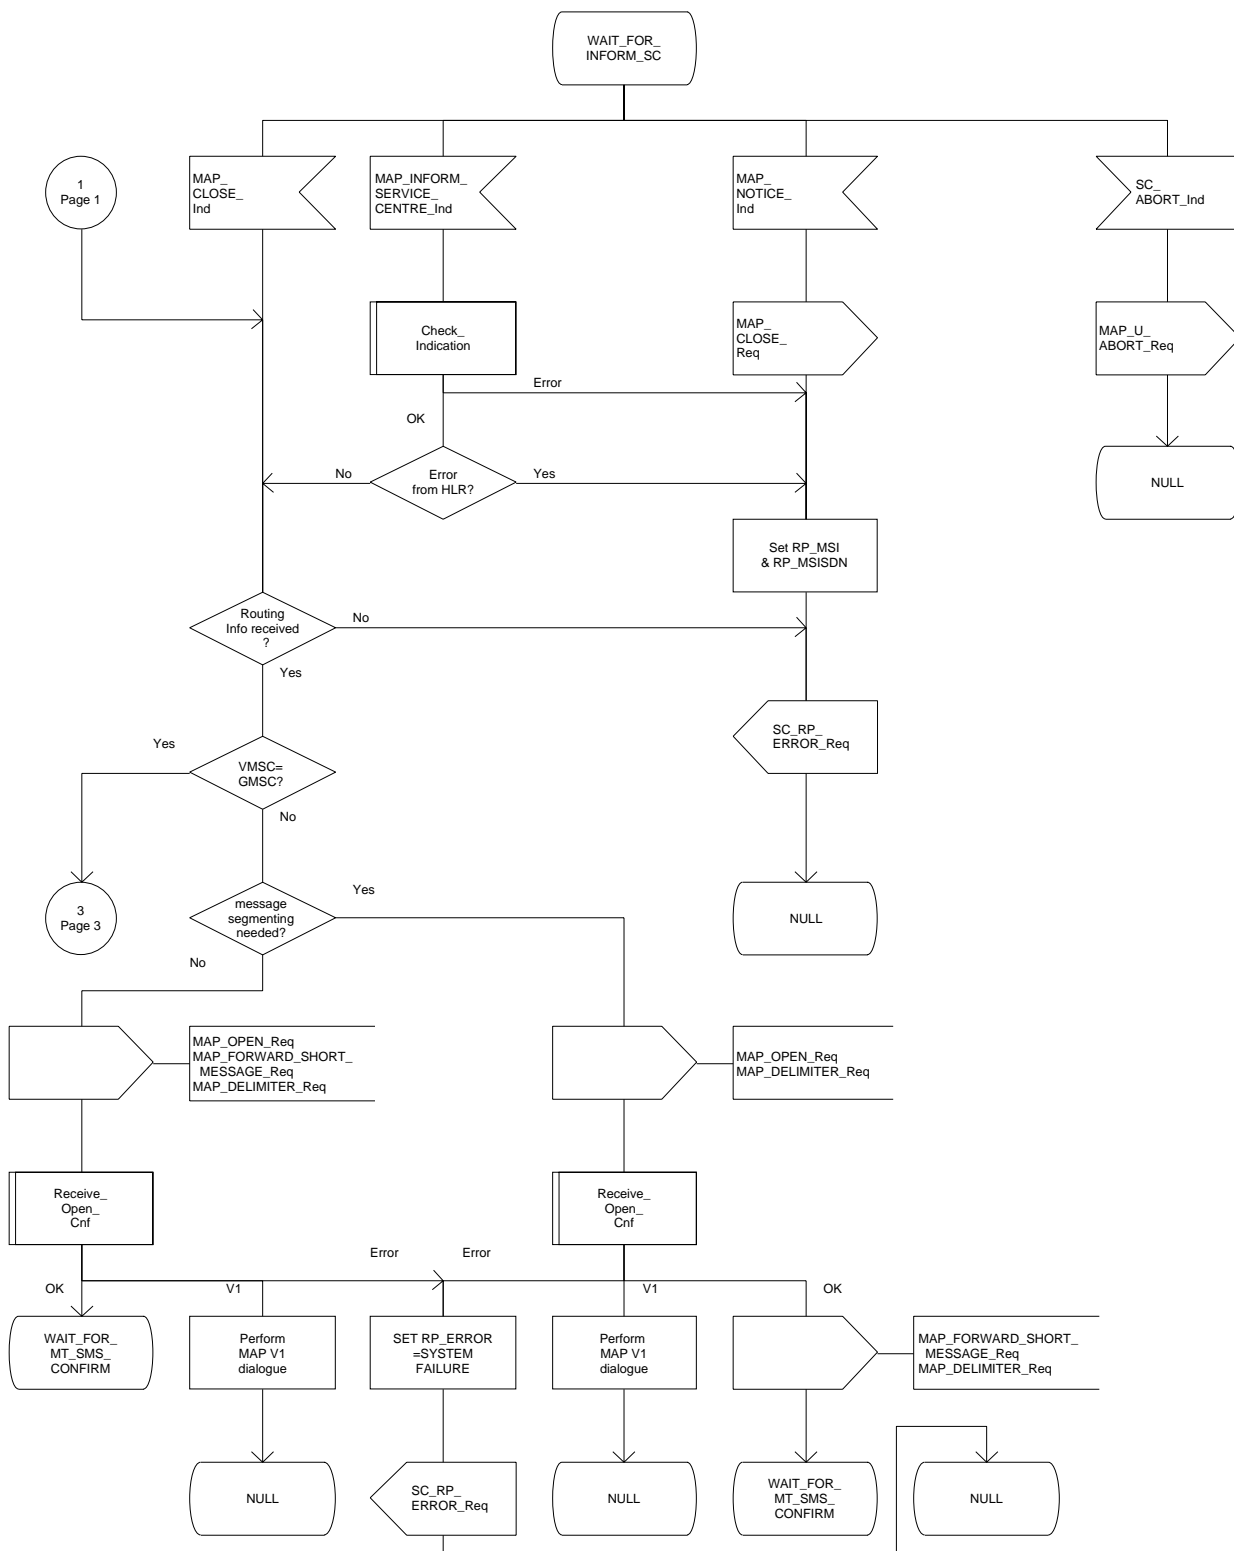 WAIT_FOR_
INFORM_SC
1
Page 1
MAP_
CLOSE_
Ind
MAP_INFORM_
SERVICE_
CENTRE_Ind
MAP_
NOTICE_
Ind
SC_
ABORT_Ind
Check_
Indication
MAP_
CLOSE_
Req
MAP_U_
ABORT_Req
Error
OK
No
Error
from HLR?
Yes
NULL
Set RP_MSI
& RP_MSISDN
Routing
Info received
?
No
Yes
SC_RP_
ERROR_Req
Yes
VMSC=
GMSC?
No
3
Page 3
message
segmenting
needed?
Yes
No
NULL
MAP_OPEN_Req
MAP_FORWARD_SHORT_
MESSAGE_Req
MAP_DELIMITER_Req
MAP_OPEN_Req
MAP_DELIMITER_Req
Receive_
Open_
Cnf
Receive_
Open_
Cnf
Error
Error
OK
V1
V1
OK
WAIT_FOR_
MT_SMS_
CONFIRM
Perform
MAP V1
dialogue
SET RP_ERROR
=SYSTEM
FAILURE
Perform
MAP V1
dialogue
MAP_FORWARD_SHORT_
MESSAGE_Req
MAP_DELIMITER_Req
NULL
SC_RP_
ERROR_Req
NULL
WAIT_FOR_
MT_SMS_
CONFIRM
NULL